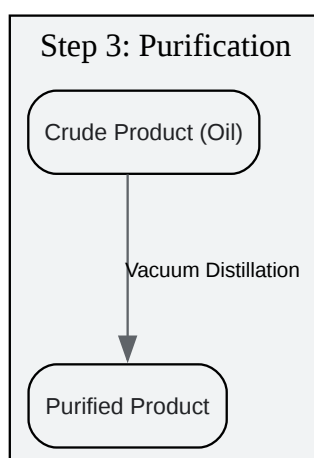 Step 3: Purification
Crude Product (Oil)
Vacuum Distillation
Purified Product